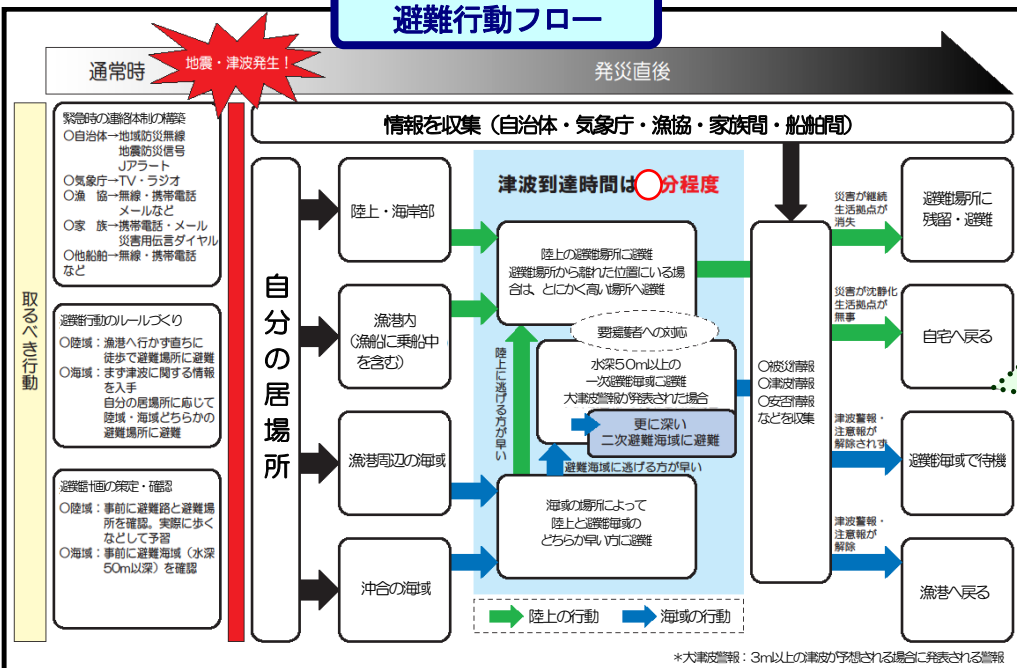 避難行動フロー
通常時
地震・津波発生！
発災直後
取るべき行動
緊急時の連絡体制の構築
○自治体→地域防災無線
地震防災信号
Jアラート
○気象庁→TV・ラジオ
○漁　協→無線・携帯電話
メールなど
○家　族→携帯電話・メール
災害用伝言ダイヤル
○他船舶→無線・携帯電話
など
避難行動のルールづくり
○陸域：漁港へ行かず直ちに
徒歩で避難場所に避難
○海域：まず津波に関する情報
を入手
自分の居場所に応じて
陸域・海域どちらかの
避難場所に避難
避難計画の策定・確認
○陸域：事前に避難路と避難場
所を確認。実際に歩く
などして予習
○海域：事前に避難海域（水深
50m以深）を確認
情報を収集（自治体・気象庁・漁協・家族間・船舶間）
自分の居場所
陸上・海岸部
漁港内
（漁船に乗船中
を含む）
漁港周辺の海域
沖合の海域
津波到達時間は○分程度
陸上の避難場所に避難
避難場所から離れた位置にいる場
合は、とにかく高い場所へ避難
要援護者への対応
陸上に逃げる方が早い
水深50m以上の
一次避難海域に避難
大津波警報が発表された場合
更に深い
二次避難海域に避難
避難海域に逃げる方が早い
海域の場所によって
陸上と避難海域の
どちらか早い方に避難
陸上の行動
海域の行動
○被災情報
○津波情報
○安否情報
などを収集
災害が継続
生活拠点が
消失
避難場所に
残留・避難
災害が沈静化
生活拠点が
無事
自宅へ戻る
津波警報・
注意報が
解除されず
避難海域で待機
津波警報・
注意報が
解除
漁港へ戻る
＊大津波警報：3m以上の津波が予想される場合に発表される警報